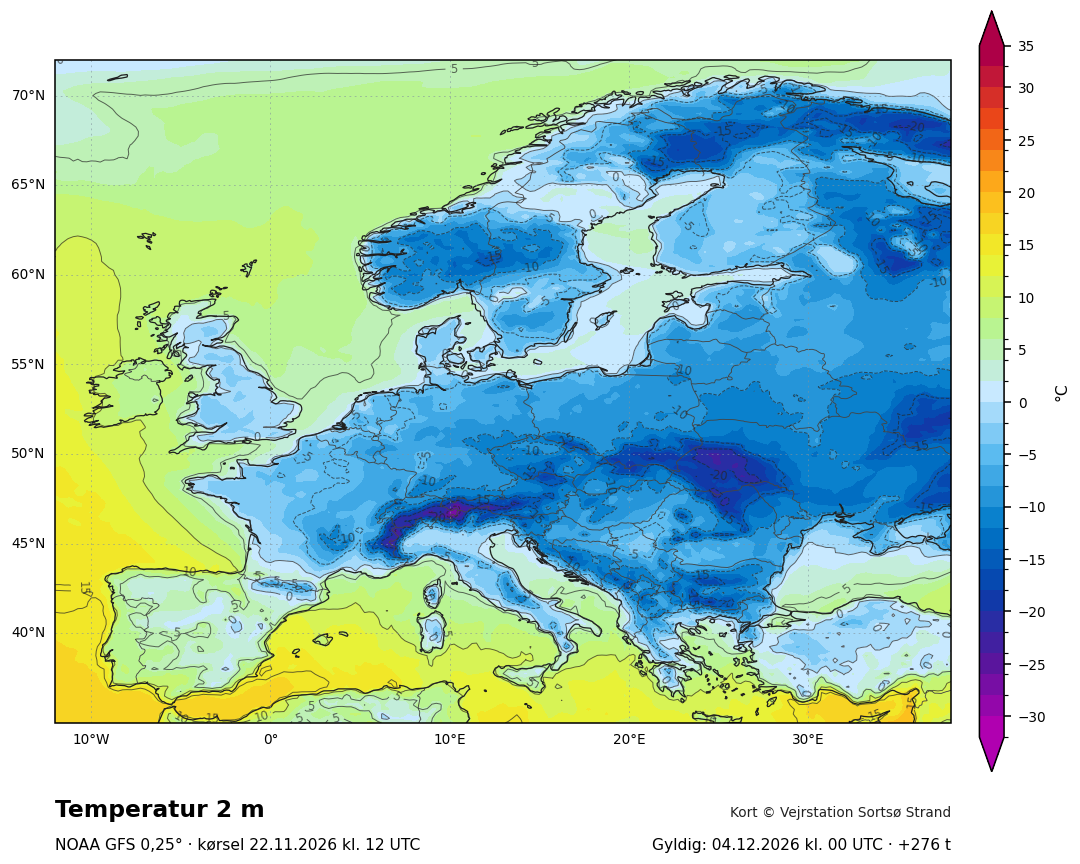 35
30
25
20
15
10
5
0
−5
−10
−15
−20
−25
−30
°C
70°N
65°N
60°N
55°N
50°N
45°N
40°N
10°W
0°
10°E
20°E
30°E
Temperatur 2 m
Kort © Vejrstation Sortsø Strand
NOAA GFS 0,25° · kørsel 22.11.2026 kl. 12 UTC
Gyldig: 04.12.2026 kl. 00 UTC · +276 t